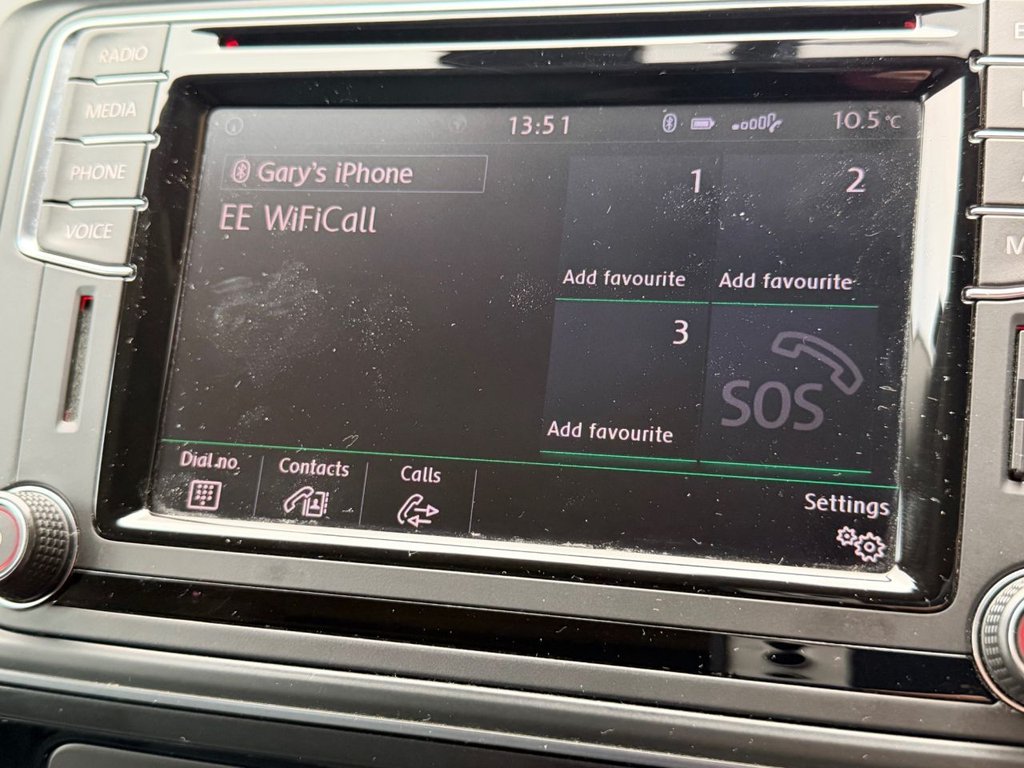 RADIO
MEDIA
PHONE
VOICE
13:51
10.5 °C
Gary's iPhone
EE WiFiCall
1
Add favourite
2
Add favourite
3
Add favourite
SOS
Dial no.
Contacts
Calls
Settings